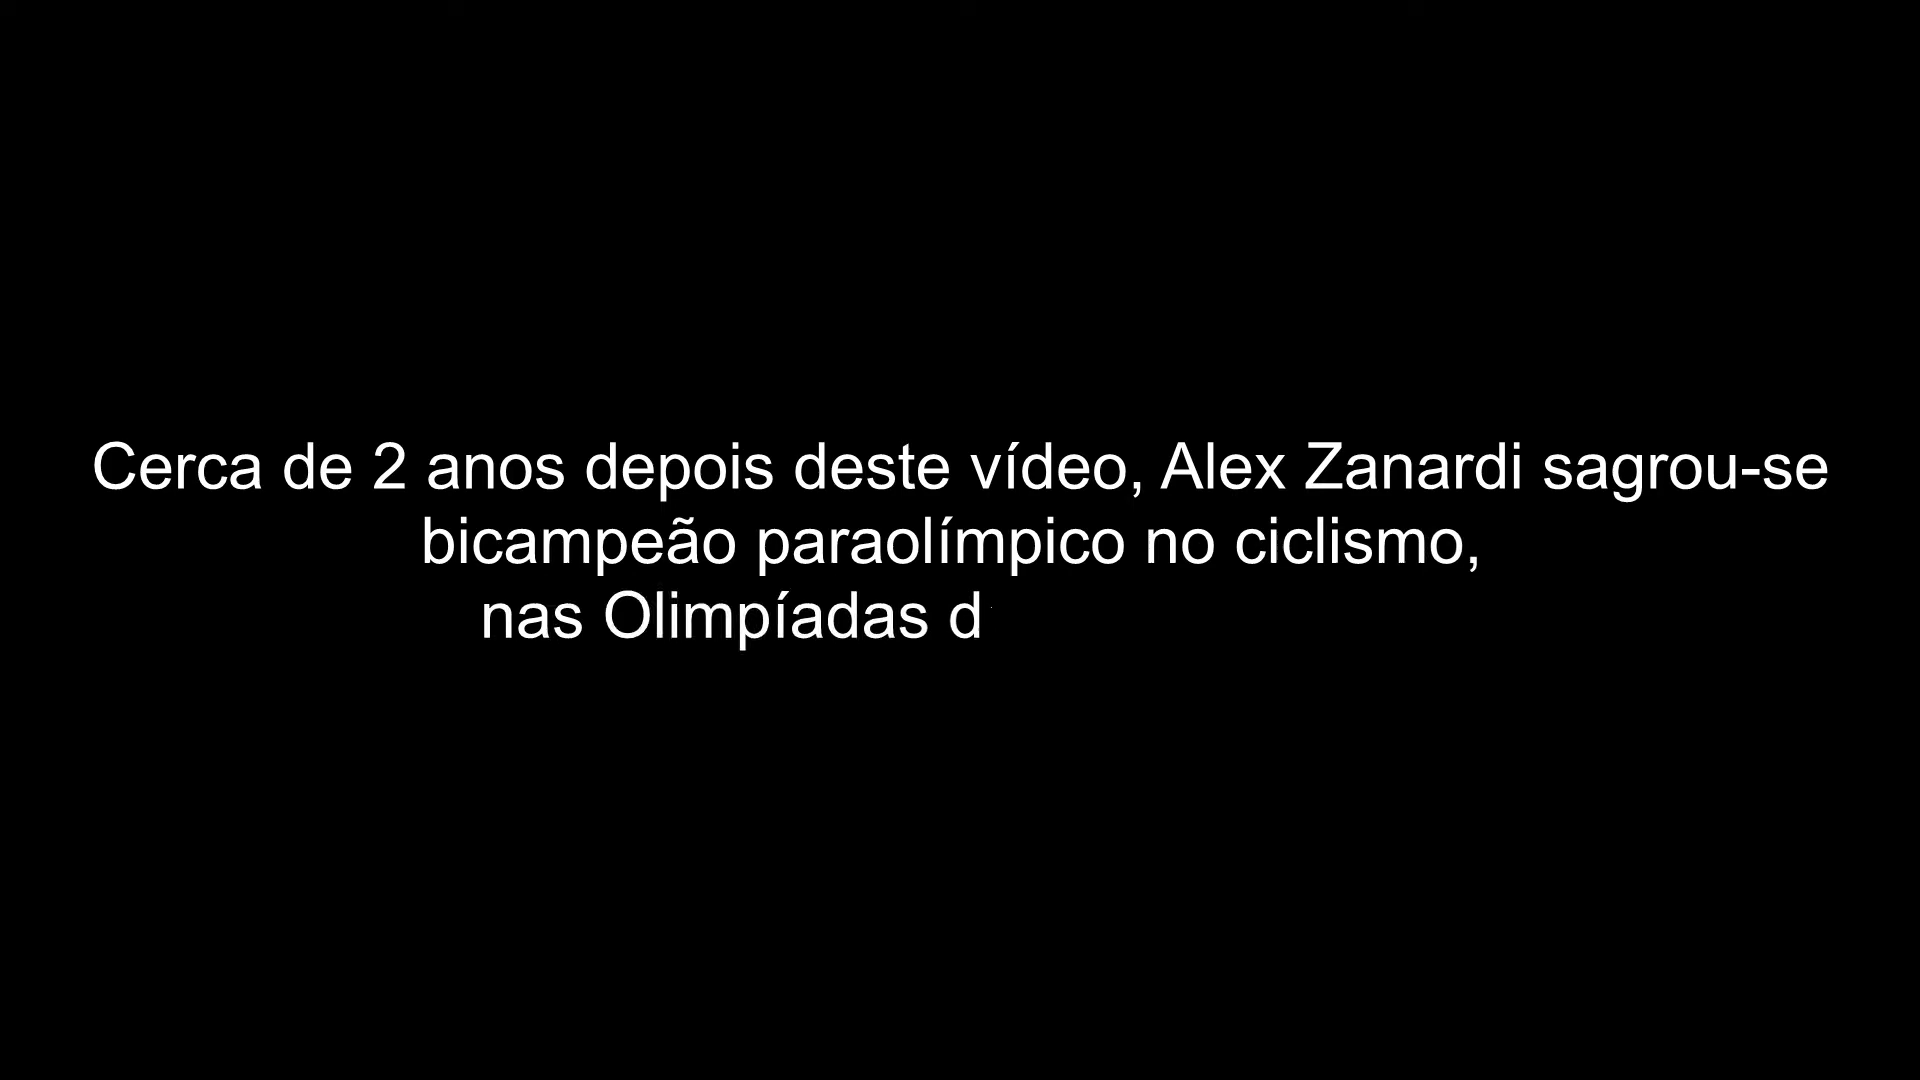 Cerca de 2 anos depois deste vídeo, Alex Zanardi sagrou-se
bicampeão paraolímpico no ciclismo,
nas Olimpíadas d